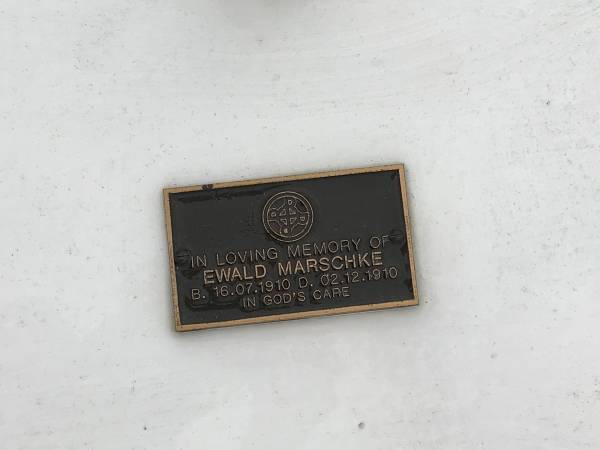 IN LOVING MEMORY OF
EWALD MARSCHKE
B. 16.07.1910 D. 02.12.1910
IN GOD'S CARE